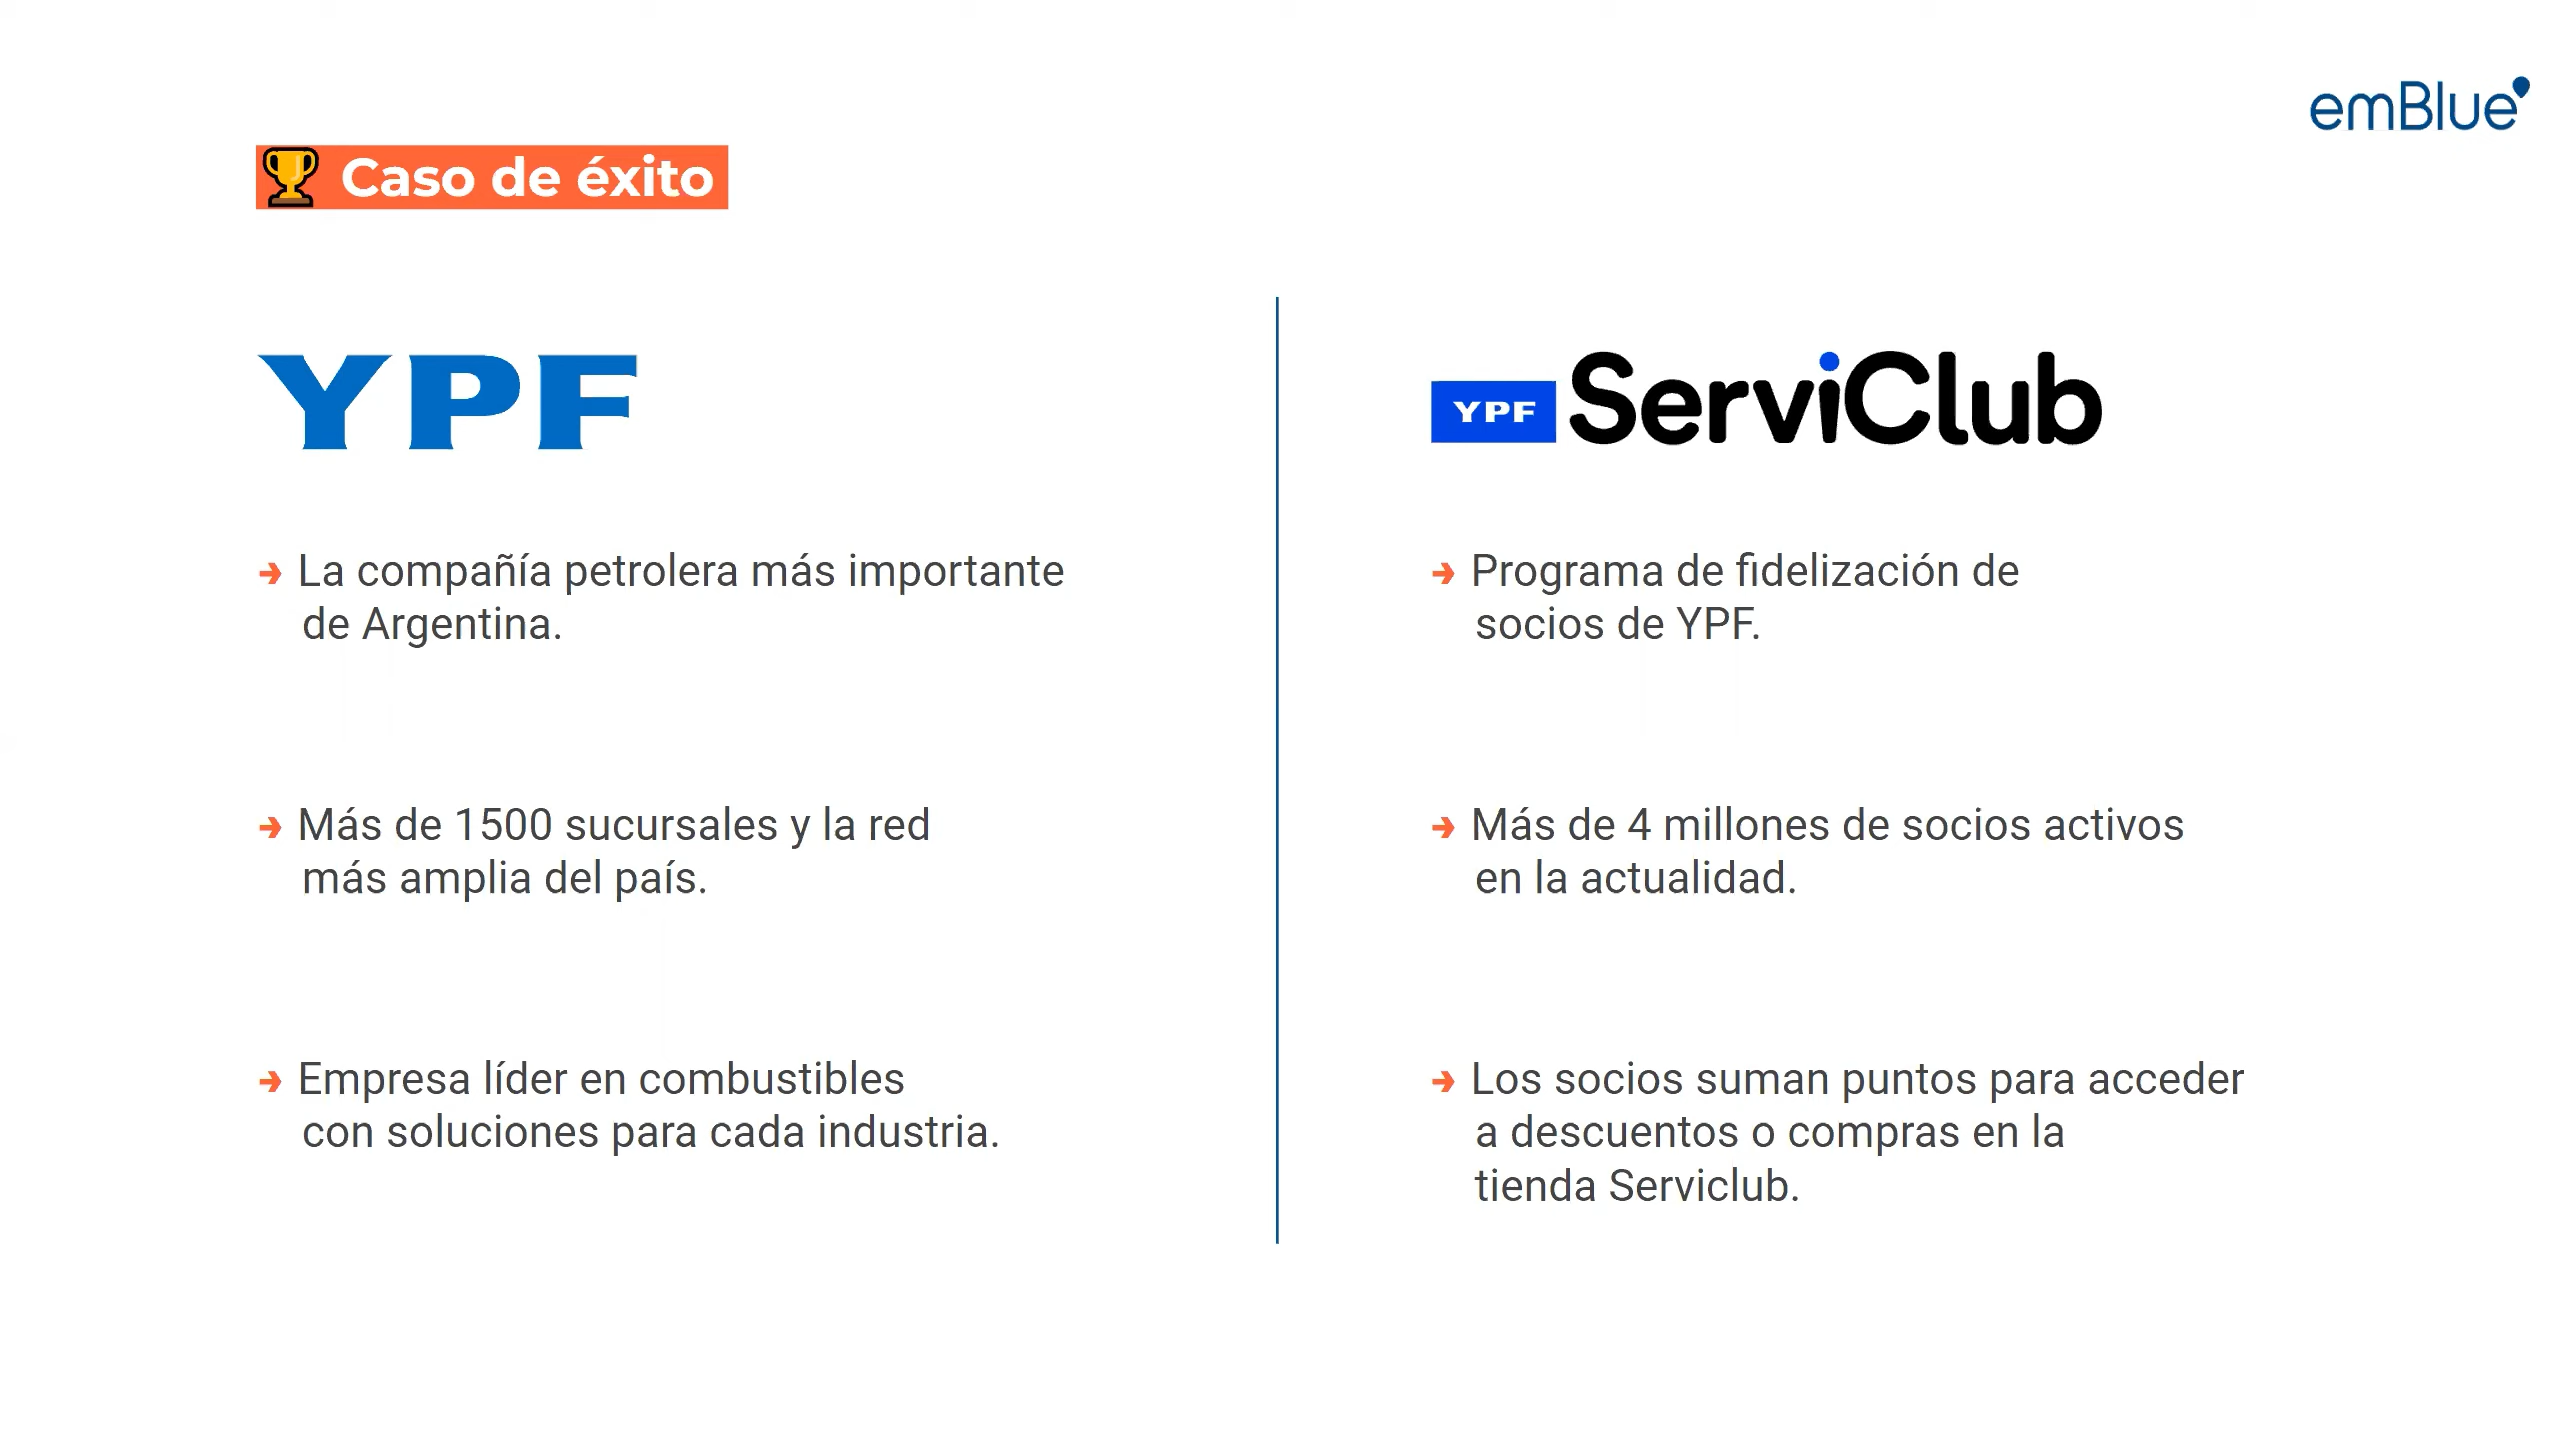 emBlue
Caso de éxito
YPF
→ La compañía petrolera más importante
de Argentina.
→ Más de 1500 sucursales y la red
más amplia del país.
→ Empresa líder en combustibles
con soluciones para cada industria.
YPF ServiClub
→ Programa de fidelización de
socios de YPF.
→ Más de 4 millones de socios activos
en la actualidad.
→ Los socios suman puntos para acceder
a descuentos o compras en la
tienda Serviclub.